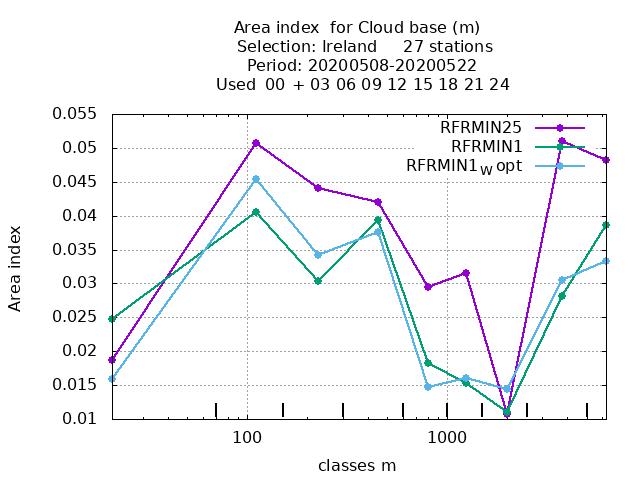 Area index for Cloud base (m)
Selection: Ireland 27 stations
Period: 20200508-20200522
Used 00 + 03 06 09 12 15 18 21 24
RFRMIN25
RFRMIN1
RFRMIN1W opt
0.055
0.05
0.045
0.04
0.035
0.03
0.025
0.02
0.015
0.01
Area index
100 1000
classes m